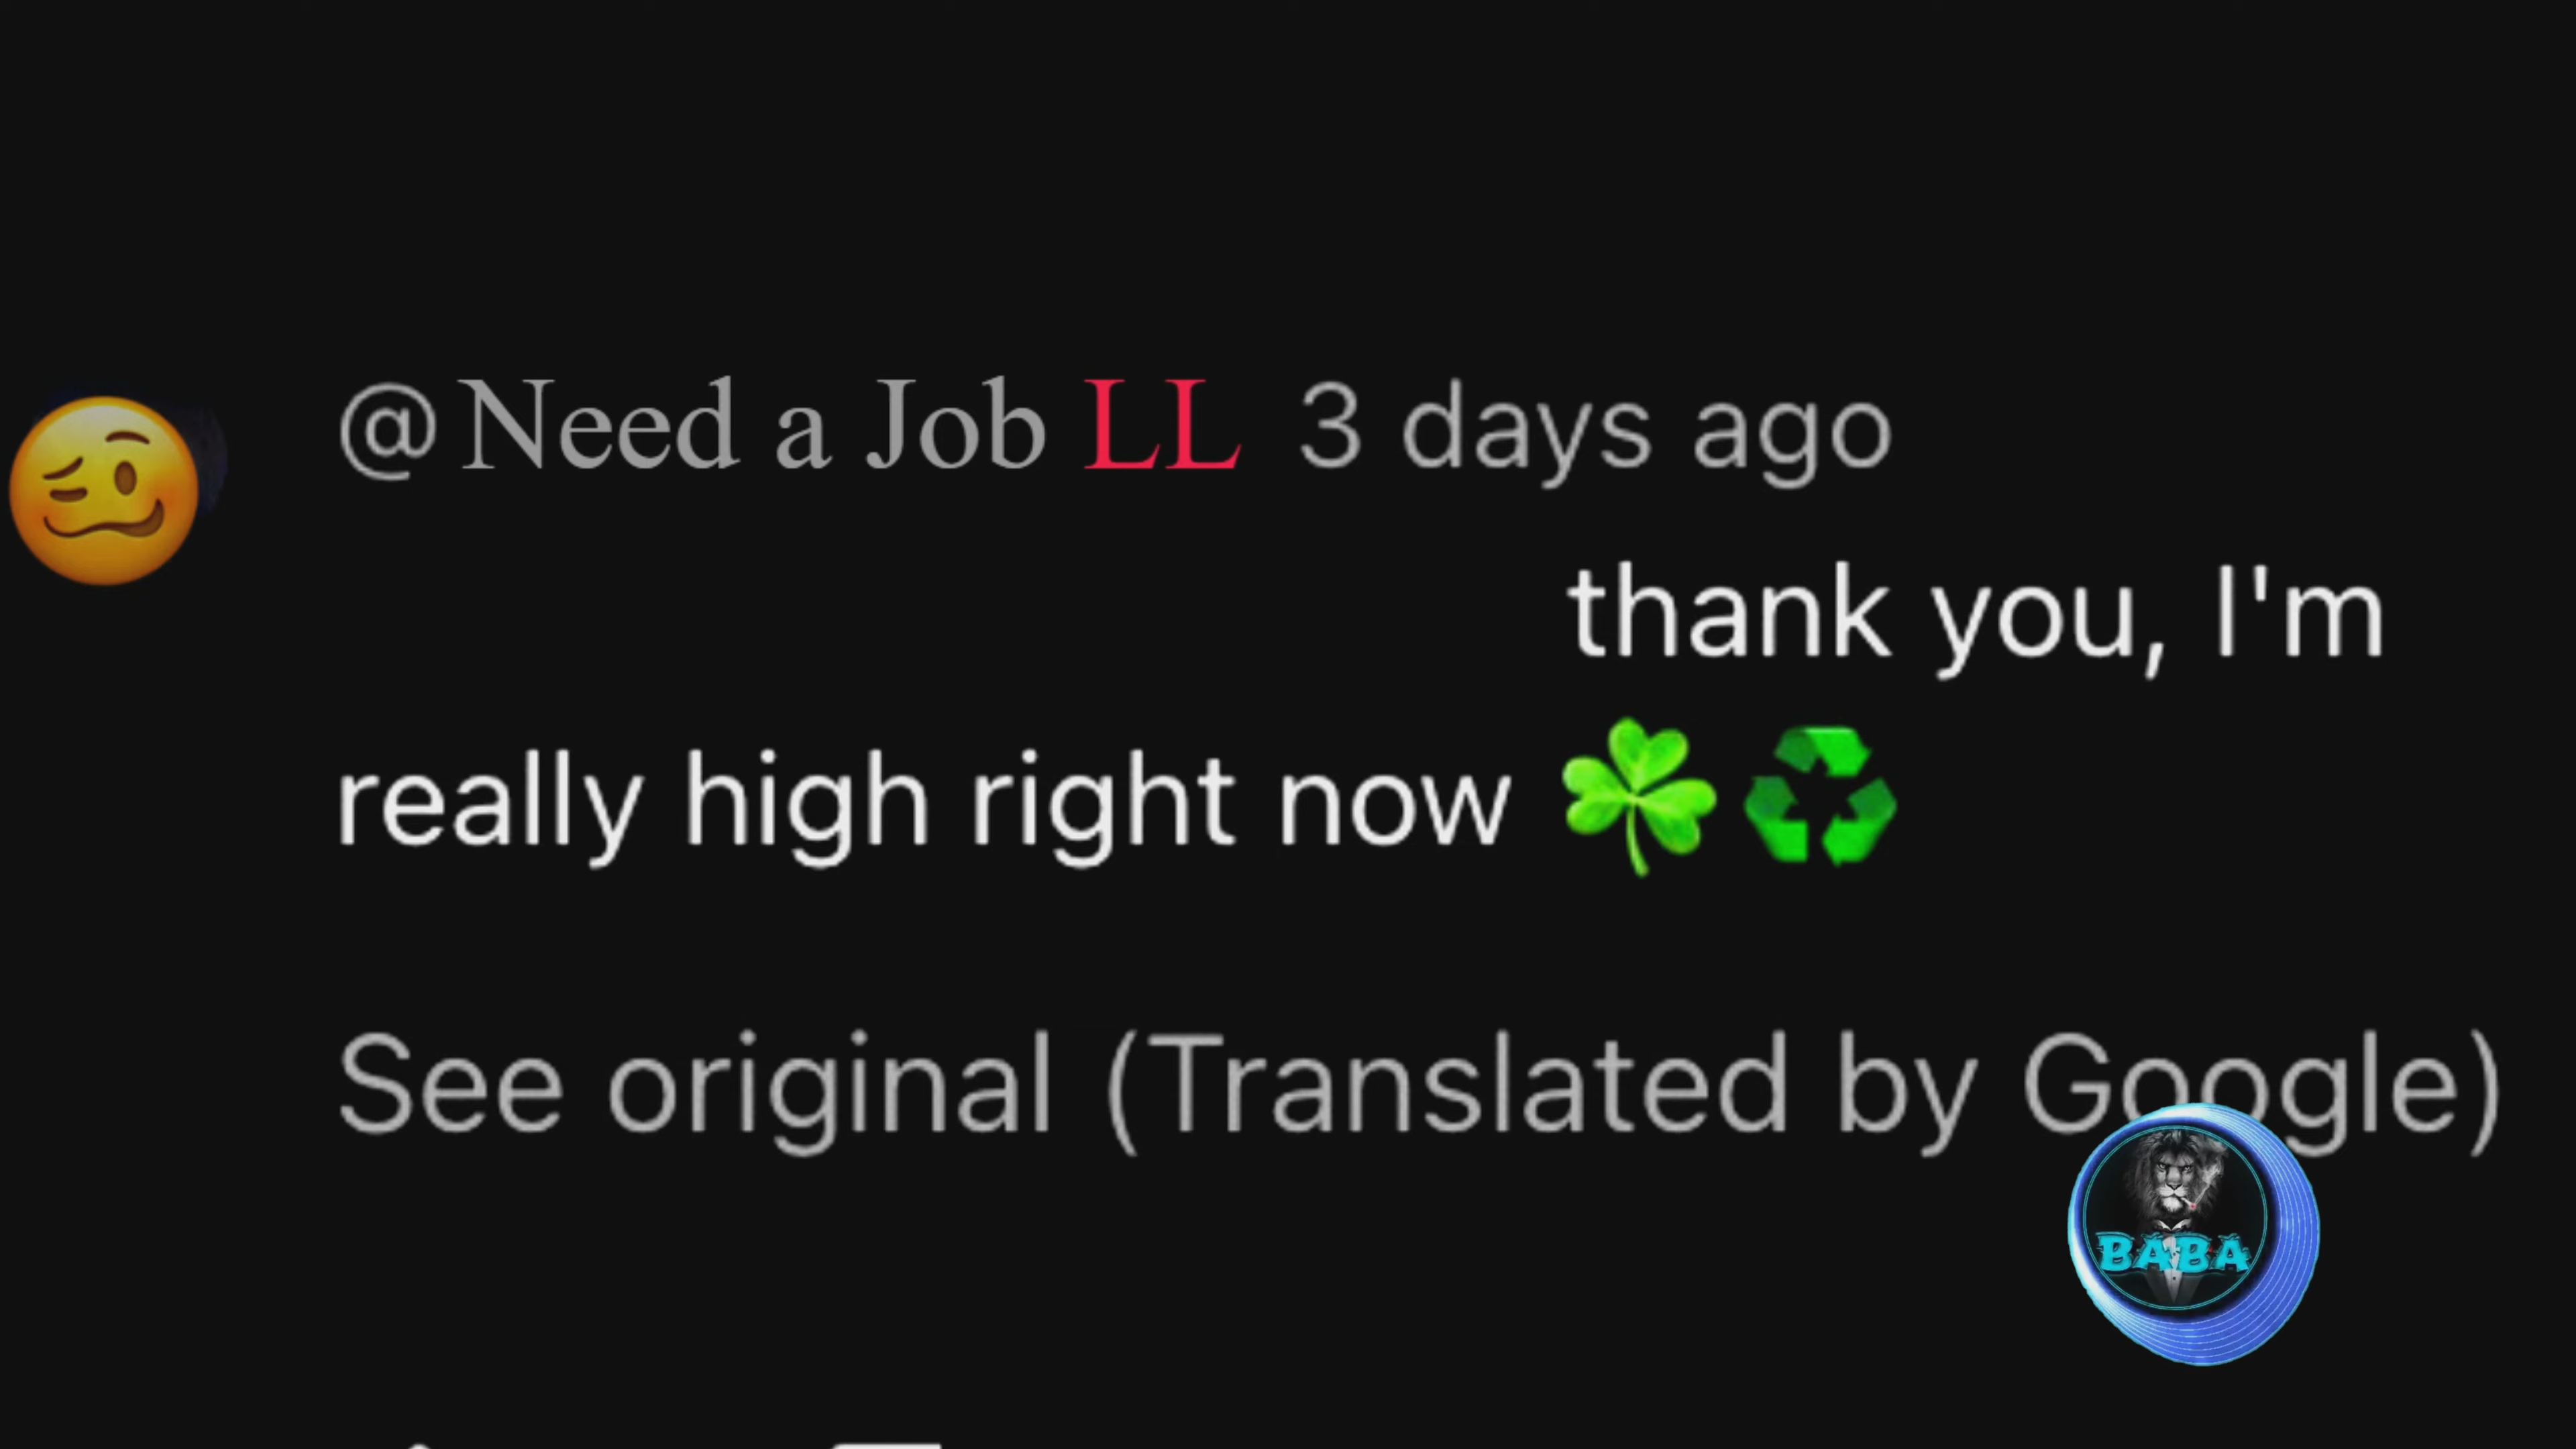 @Need a Job LL 3 days ago
thank you, I'm
really high right now ☘️♻️
See original (Translated by Google)
BABA